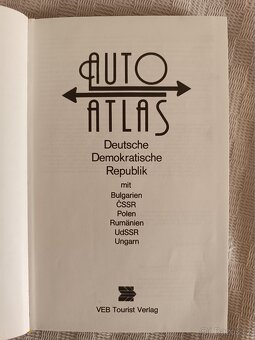 AUTO
ATLAS
Deutsche
Demokratische
Republik
mit
Bulgarien
ČSSR
Polen
Rumänien
UdSSR
Ungarn
VEB Tourist Verlag